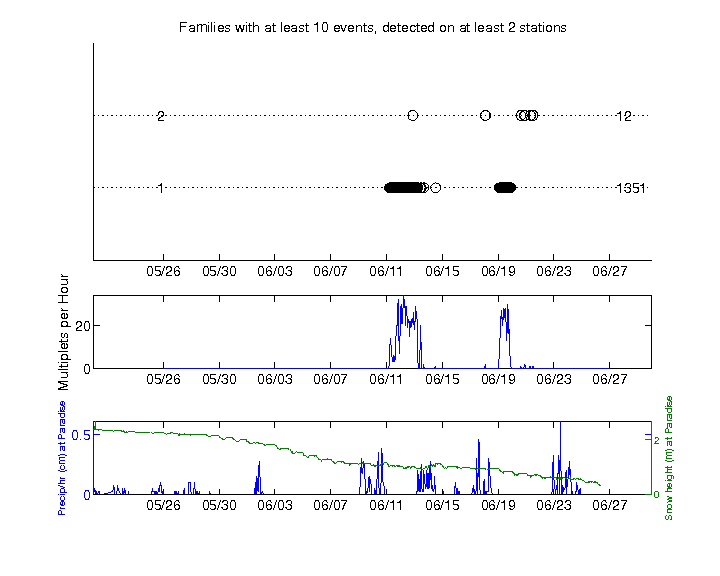 Families with at least 10 events, detected on at least 2 stations
2 12
1 1351
05/26 05/30 06/03 06/07 06/11 06/15 06/19 06/23 06/27
Multiplets per Hour
20
0
05/26 05/30 06/03 06/07 06/11 06/15 06/19 06/23 06/27
Precip/hr (cm) at Paradise
0.5
0
2
0
Snow height (m) at Paradise
05/26 05/30 06/03 06/07 06/11 06/15 06/19 06/23 06/27